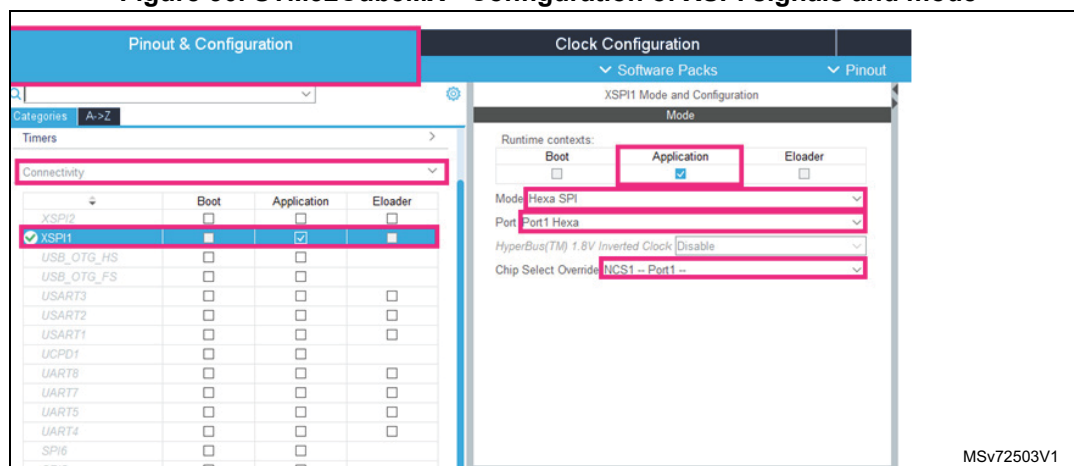 Pinout & Configuration
Clock Configuration
Software Packs
Pinout
Categories A->Z
Timers
Connectivity
Boot Application Eloader
XSPI2
XSPI1
USB_OTG_HS
USB_OTG_FS
USART3
USART2
USART1
UCPD1
UART8
UART7
UART5
UART4
SPI6
XSPI1 Mode and Configuration
Mode
Runtime contexts:
Boot Application Eloader
Mode Hexa SPI
Port Port1 Hexa
HyperBus(TM) 1.8V Inverted Clock Disable
Chip Select Override NCS1 -- Port1 --
MSv72503V1